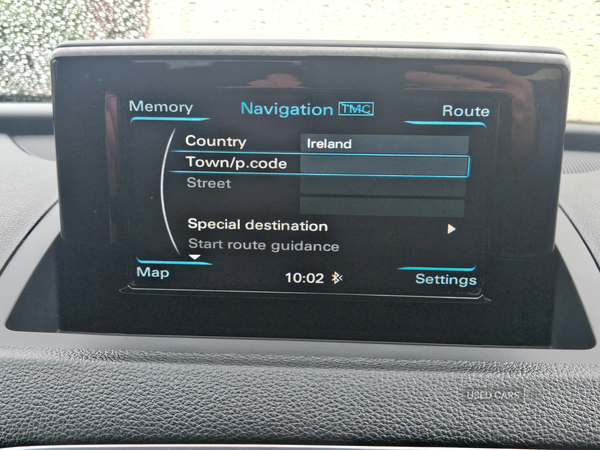 Memory
Navigation TMC
Route
Country Ireland
Town/p.code
Street
Special destination
Start route guidance
Map
10:02
Settings
USED CARS